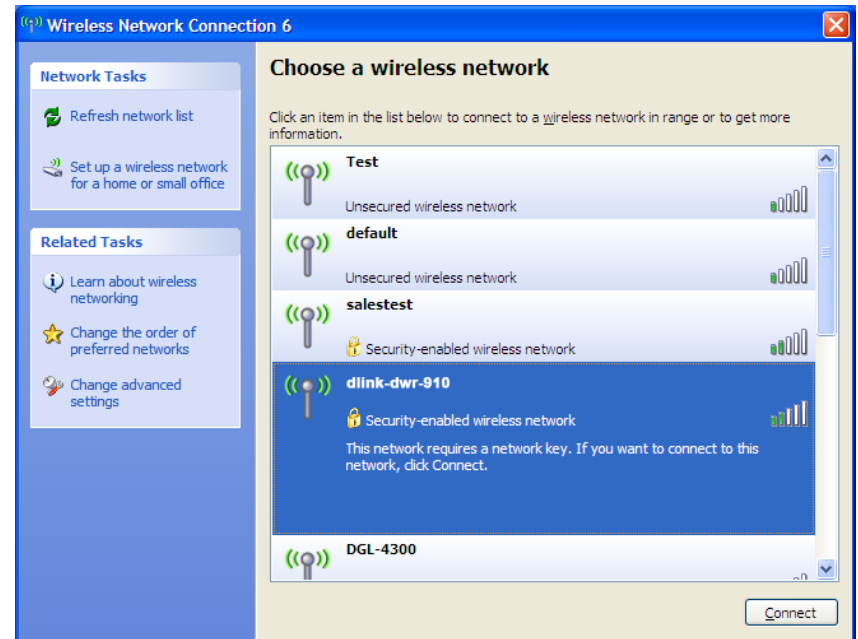 Wireless Network Connection 6
Network Tasks
Refresh network list
Set up a wireless network
for a home or small office
Related Tasks
Learn about wireless
networking
Change the order of
preferred networks
Change advanced
settings
Choose a wireless network
Click an item in the list below to connect to a wireless network in range or to get more
information.
Test
Unsecured wireless network
default
Unsecured wireless network
salestest
Security-enabled wireless network
dlink-dwr-910
Security-enabled wireless network
This network requires a network key. If you want to connect to this
network, click Connect.
DGL-4300
Connect